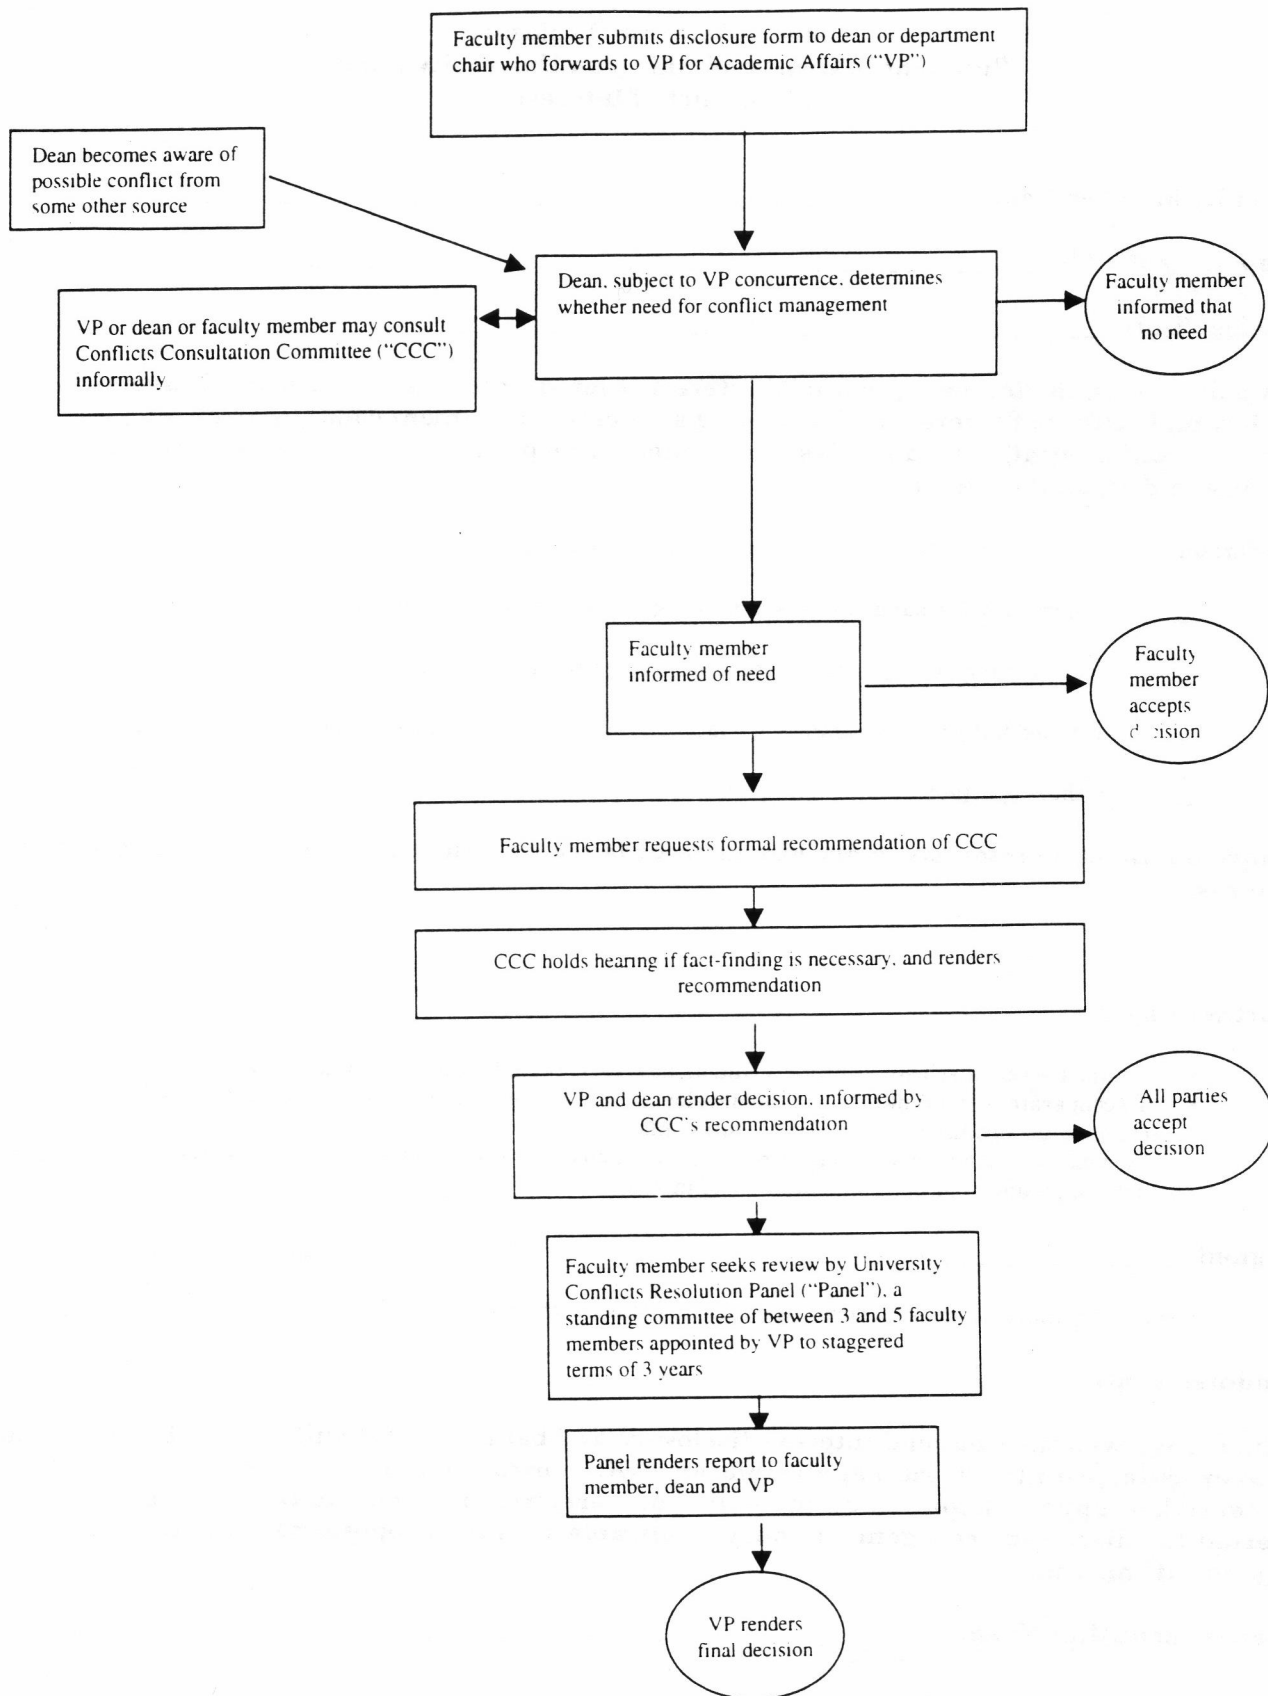 Faculty member submits disclosure form to dean or department
chair who forwards to VP for Academic Affairs ("VP")
Dean becomes aware of
possible conflict from
some other source
Dean, subject to VP concurrence, determines
whether need for conflict management
Faculty member
informed that
no need
VP or dean or faculty member may consult
Conflicts Consultation Committee ("CCC")
informally
Faculty member
informed of need
Faculty
member
accepts
decision
Faculty member requests formal recommendation of CCC
CCC holds hearing if fact-finding is necessary, and renders
recommendation
VP and dean render decision, informed by
CCC's recommendation
All parties
accept
decision
Faculty member seeks review by University
Conflicts Resolution Panel ("Panel"), a
standing committee of between 3 and 5 faculty
members appointed by VP to staggered
terms of 3 years
Panel renders report to faculty
member, dean and VP
VP renders
final decision